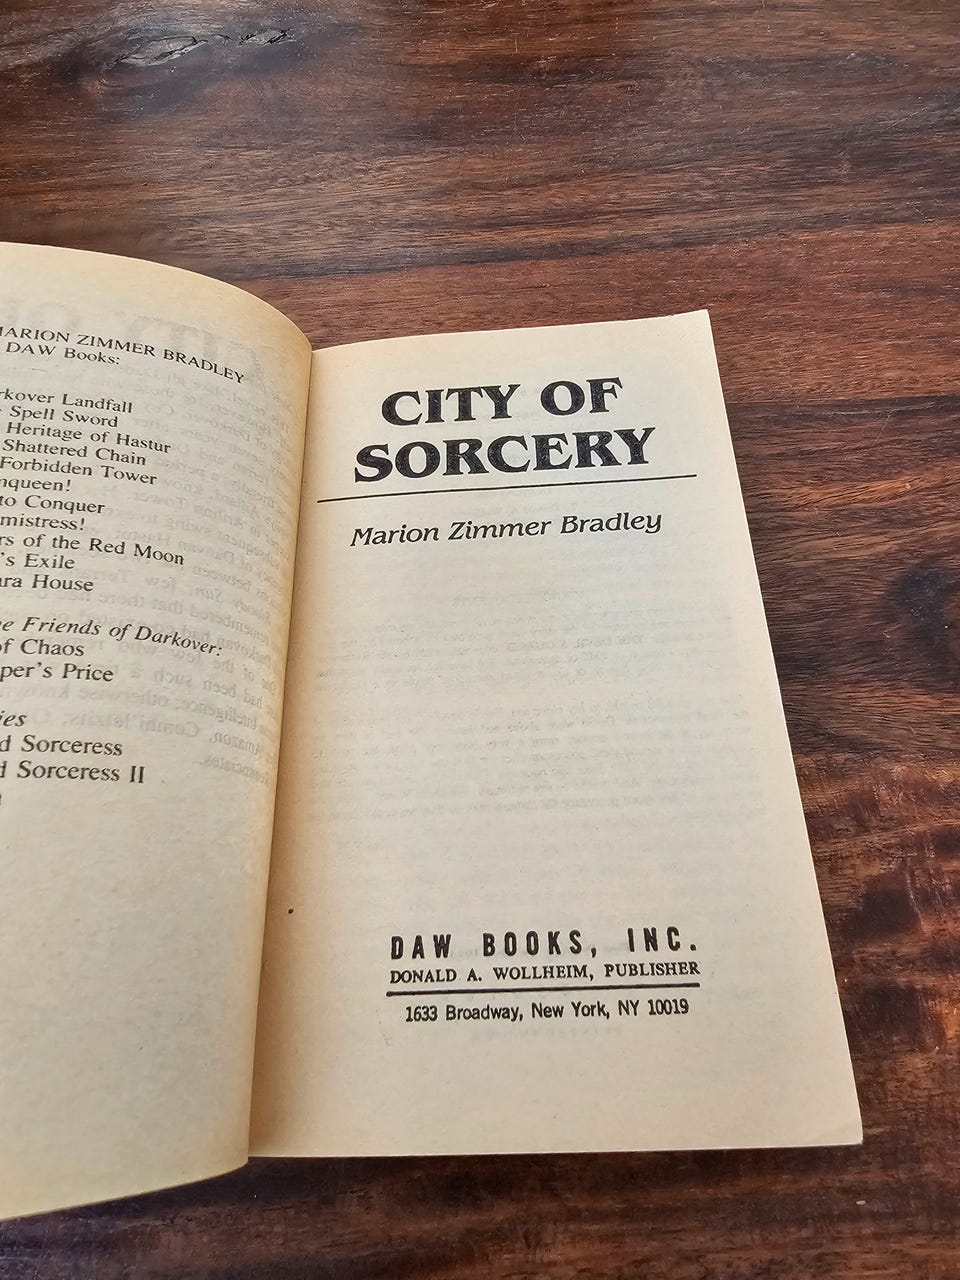 MARION ZIMMER BRADLEY
DAW Books:
rkover Landfall
Spell Sword
Heritage of Hastur
Shattered Chain
Forbidden Tower
nqueen!
to Conquer
mistress!
rs of the Red Moon
's Exile
ara House
e Friends of Darkover:
of Chaos
per's Price
ies
d Sorceress
d Sorceress II
CITY OF
SORCERY
Marion Zimmer Bradley
DAW BOOKS, INC.
DONALD A. WOLLHEIM, PUBLISHER
1633 Broadway, New York, NY 10019